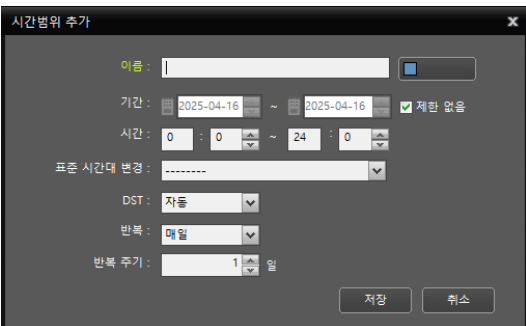 시간범위 추가 x
이름 :
기간 : 2025-04-16 ~ 2025-04-16 제한 없음
시간 : 0 : 0 ~ 24 : 0
표준 시간대 변경 : --------
DST : 자동
반복 : 매일
반복 주기 : 1 일
저장 취소